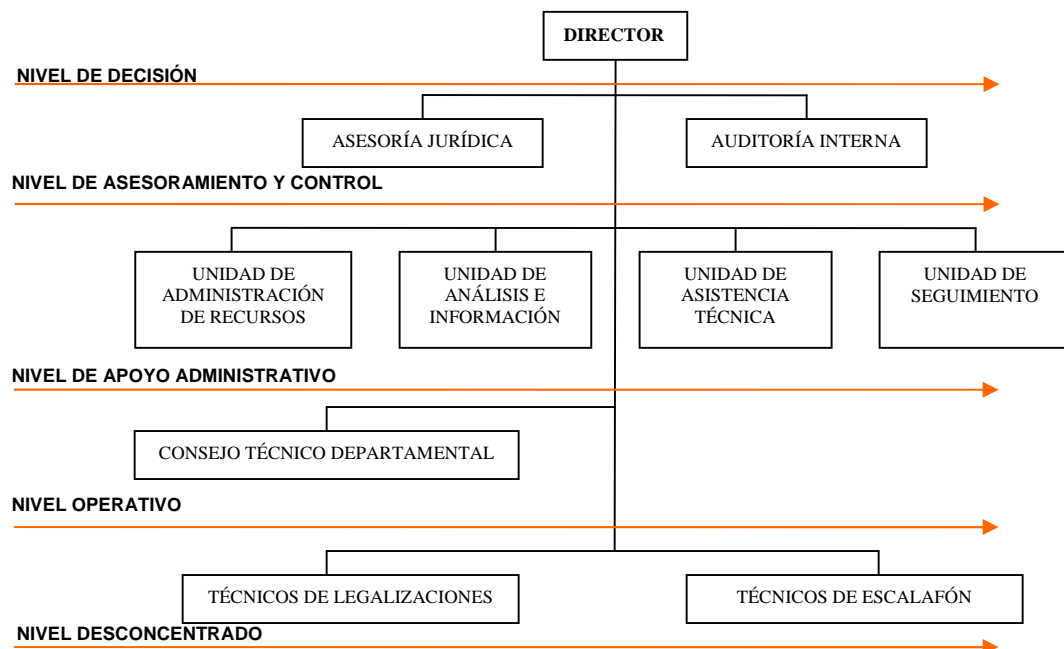 DIRECTOR
NIVEL DE DECISIÓN
ASESORÍA JURÍDICA
AUDITORÍA INTERNA
NIVEL DE ASESORAMIENTO Y CONTROL
UNIDAD DE
ADMINISTRACIÓN
DE RECURSOS
UNIDAD DE
ANÁLISIS E
INFORMACIÓN
UNIDAD DE
ASISTENCIA
TÉCNICA
UNIDAD DE
SEGUIMIENTO
NIVEL DE APOYO ADMINISTRATIVO
CONSEJO TÉCNICO DEPARTAMENTAL
NIVEL OPERATIVO
TÉCNICOS DE LEGALIZACIONES
TÉCNICOS DE ESCALAFÓN
NIVEL DESCONCENTRADO